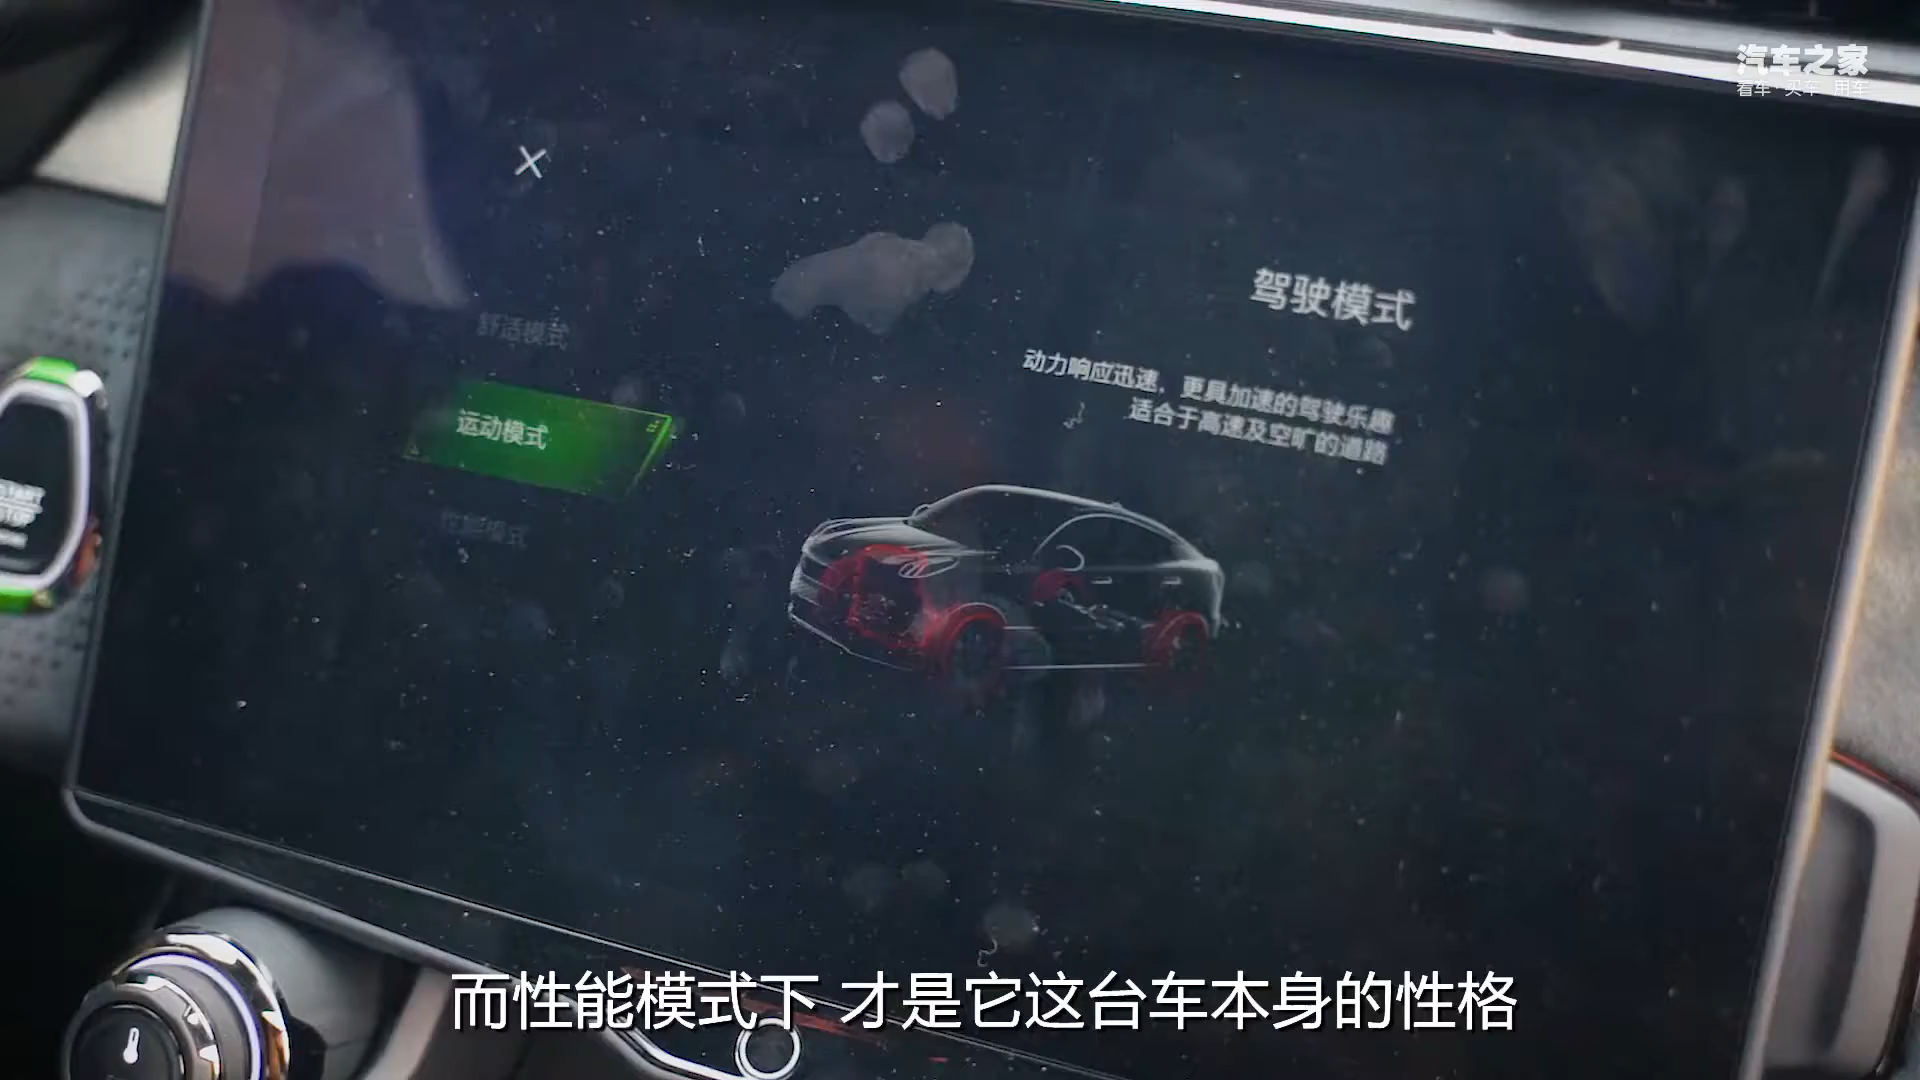 汽车之家
看车·买车·用车
驾驶模式
舒适模式
动力响应迅速，更具加速的驾驶乐趣
适合于高速及空旷的道路
运动模式
性能模式
START
STOP
而性能模式下 才是它这台车本身的性格